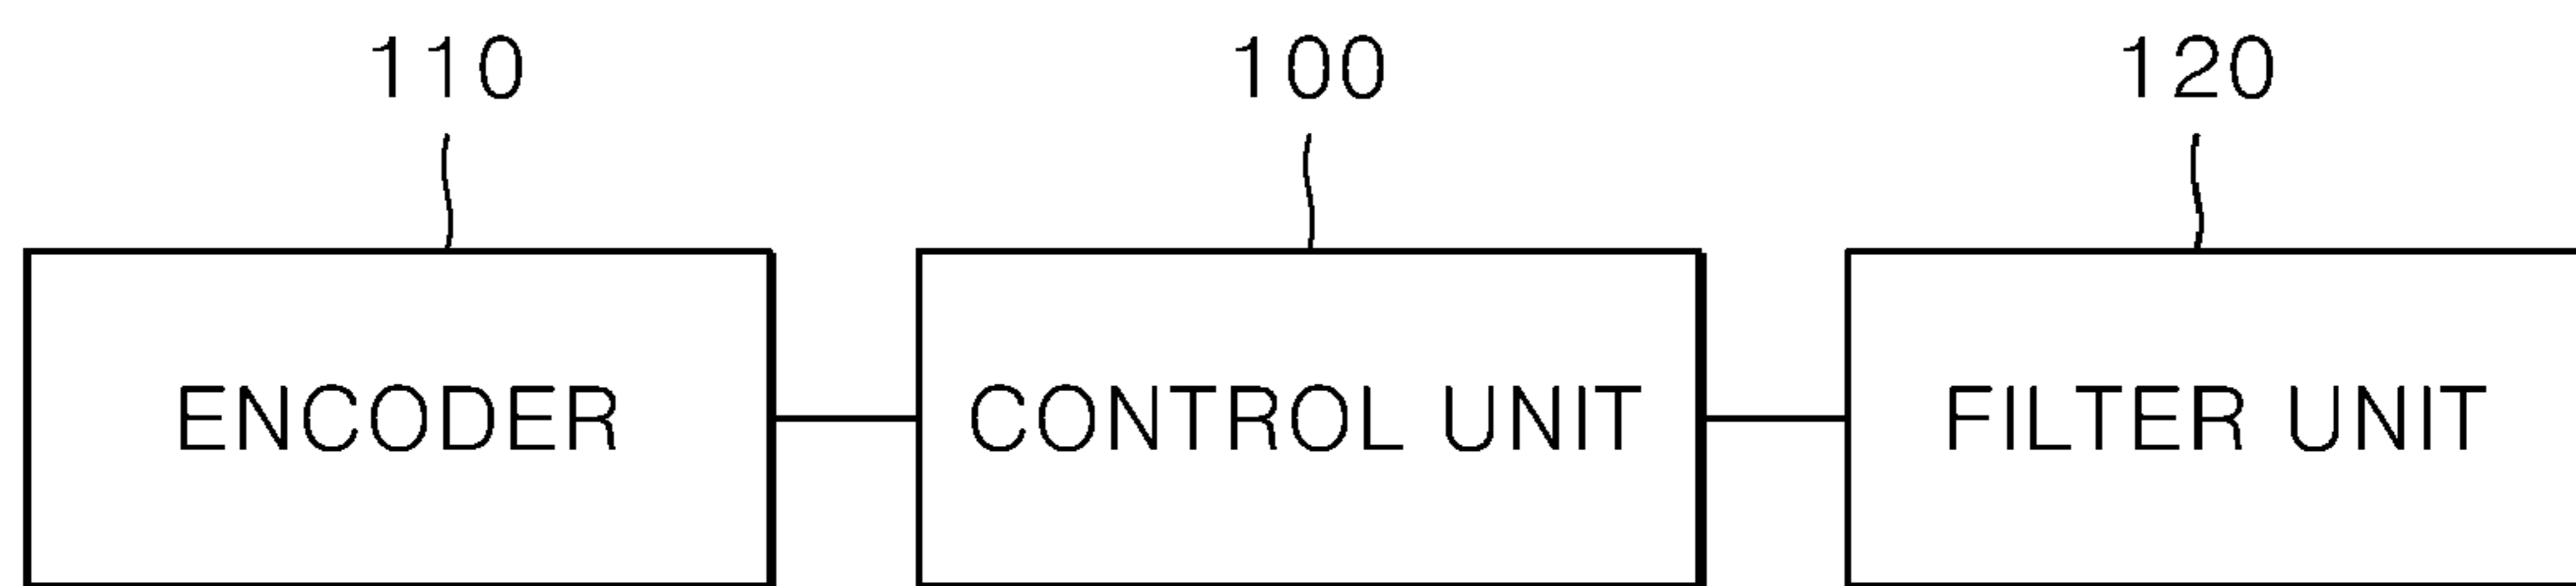 110 100 120
ENCODER CONTROL UNIT FILTER UNIT